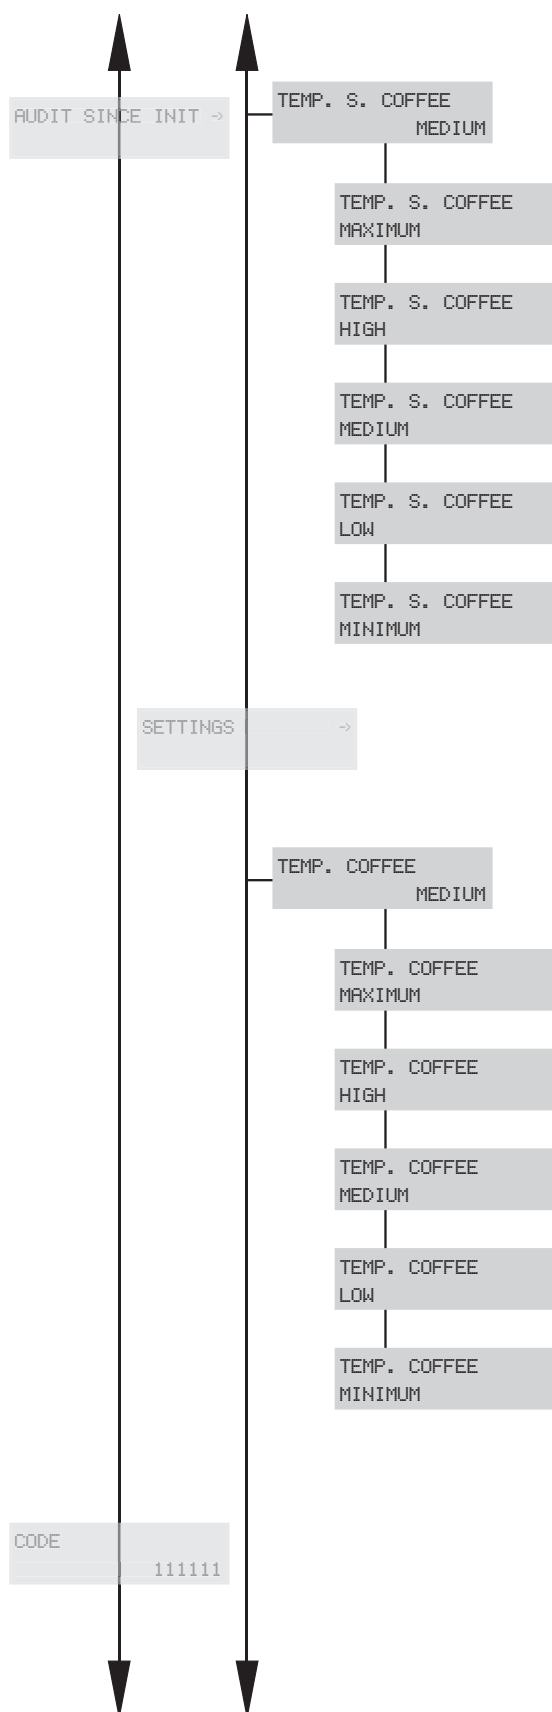 AUDIT SINCE INIT ->
TEMP. S. COFFEE
MEDIUM
TEMP. S. COFFEE
MAXIMUM
TEMP. S. COFFEE
HIGH
TEMP. S. COFFEE
MEDIUM
TEMP. S. COFFEE
LOW
TEMP. S. COFFEE
MINIMUM
SETTINGS ->
TEMP. COFFEE
MEDIUM
TEMP. COFFEE
MAXIMUM
TEMP. COFFEE
HIGH
TEMP. COFFEE
MEDIUM
TEMP. COFFEE
LOW
TEMP. COFFEE
MINIMUM
CODE
111111